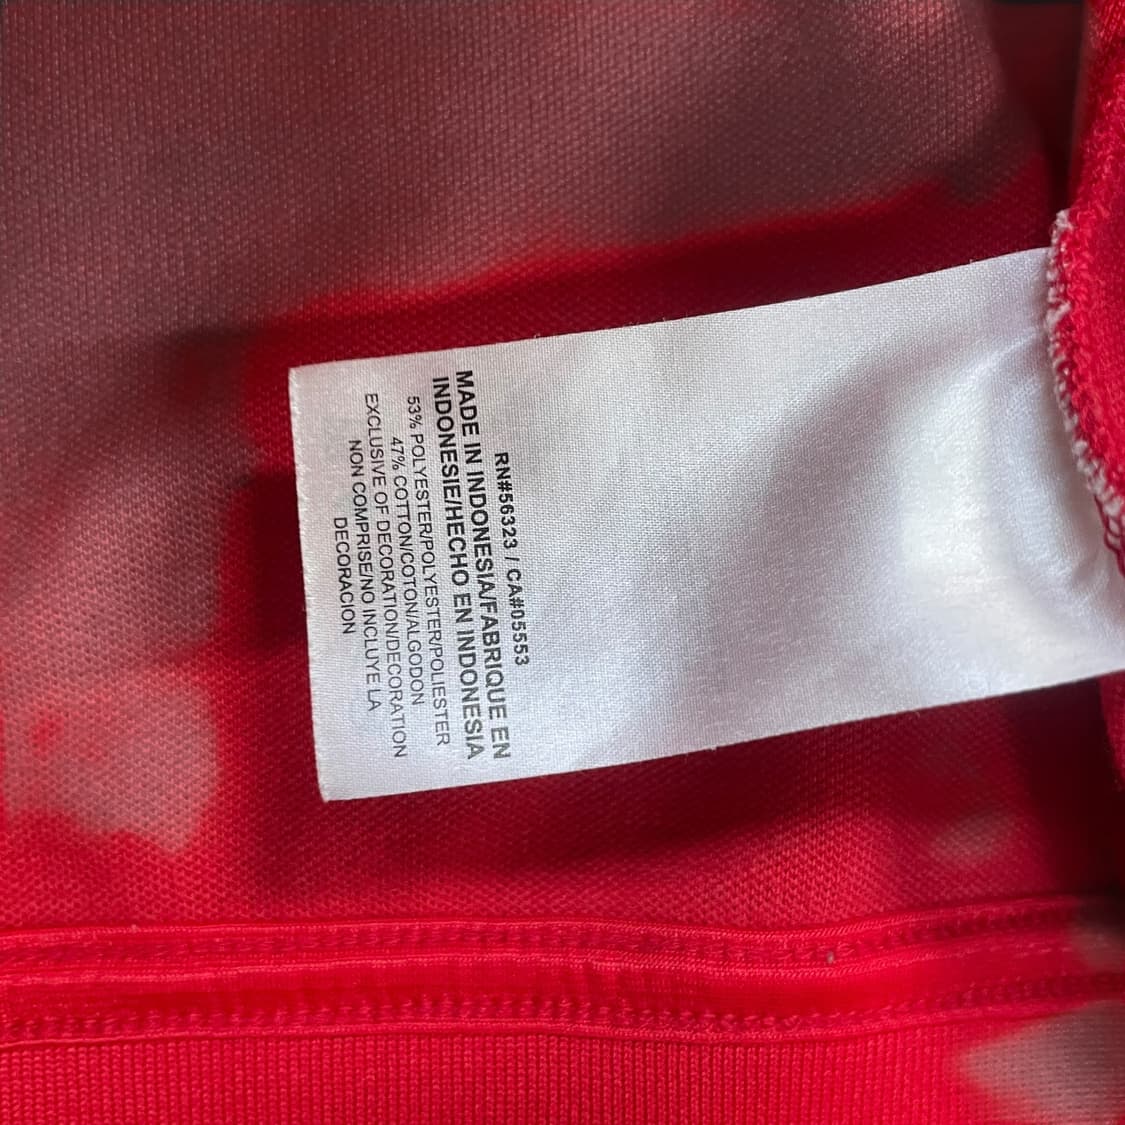 RN#56323 / CA#05553
MADE IN INDONESIA/FABRIQUE EN
INDONESIE/HECHO EN INDONESIA
53% POLYESTER/POLYESTER/POLIESTER
47% COTTON/COTON/ALGODON
EXCLUSIVE OF DECORATION/DECORATION
NON COMPRISE/NO INCLUYE LA
DECORACION